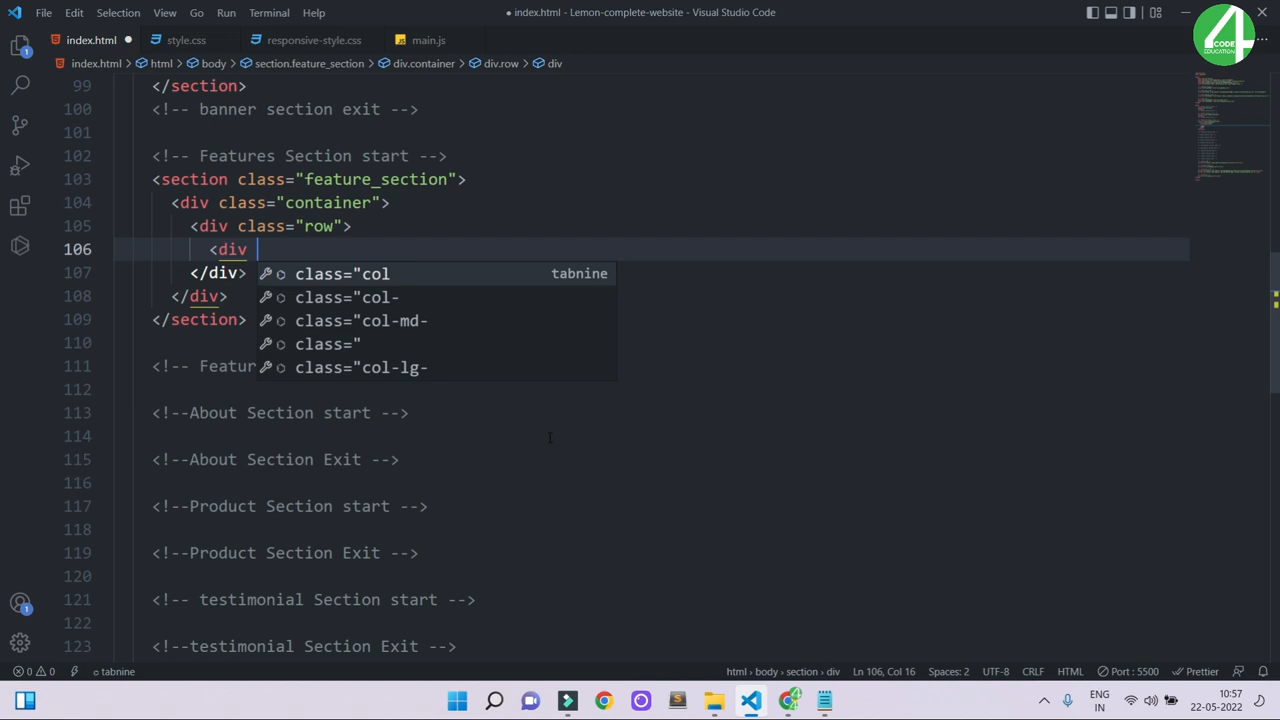 File Edit Selection View Go Run Terminal Help
● index.html - Lemon-complete-website - Visual Studio Code
4
CODE
EDUCATION
index.html ●
style.css
responsive-style.css
main.js
index.html > html > body > section.feature_section > div.container > div.row > div
99 </section>
100 <!-- banner section exit -->
101
102 <!-- Features Section start -->
103 <section class="feature_section">
104 <div class="container">
105 <div class="row">
106 <div
107 </div>
108 </div>
109 </section>
110
111 <!-- Featur
112
113 <!--About Section start -->
114
115 <!--About Section Exit -->
116
117 <!--Product Section start -->
118
119 <!--Product Section Exit -->
120
121 <!-- testimonial Section start -->
122
123 <!--testimonial Section Exit -->
class="col tabnine
class="col-
class="col-md-
class="
class="col-lg-
1
1
0 0 tabnine
html > body > section > div Ln 106, Col 16 Spaces: 2 UTF-8 CRLF HTML Port : 5500 Prettier
ENG
IN
10:57
22-05-2022